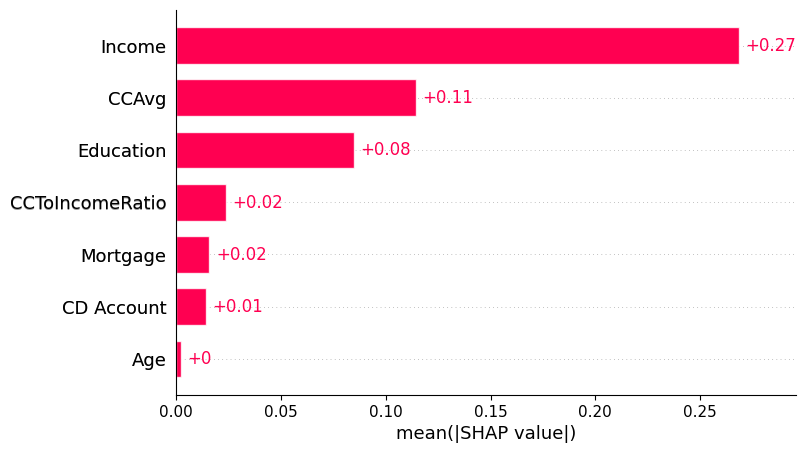 Income +0.27
CCAvg +0.11
Education +0.08
CCToIncomeRatio +0.02
Mortgage +0.02
CD Account +0.01
Age +0
0.00 0.05 0.10 0.15 0.20 0.25
mean(|SHAP value|)